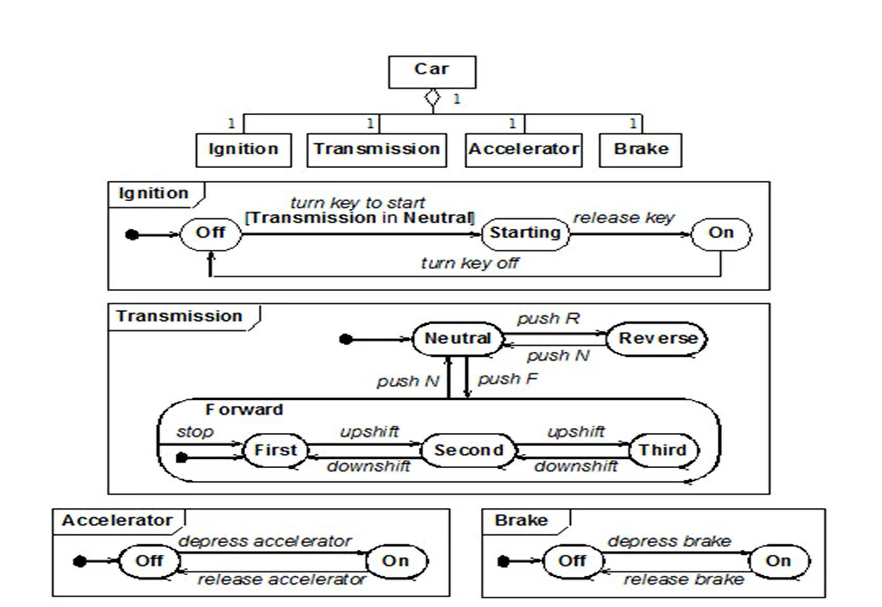 Car
1
1 1 1 1
Ignition Transmission Accelerator Brake
Ignition
turn key to start
[Transmission in Neutral] release key
Off Starting On
turn key off
Transmission
push R
Neutral Reverse
push N
push N push F
Forward
stop upshift upshift
First Second Third
downshift downshift
Accelerator
depress accelerator
Off On
release accelerator
Brake
depress brake
Off On
release brake